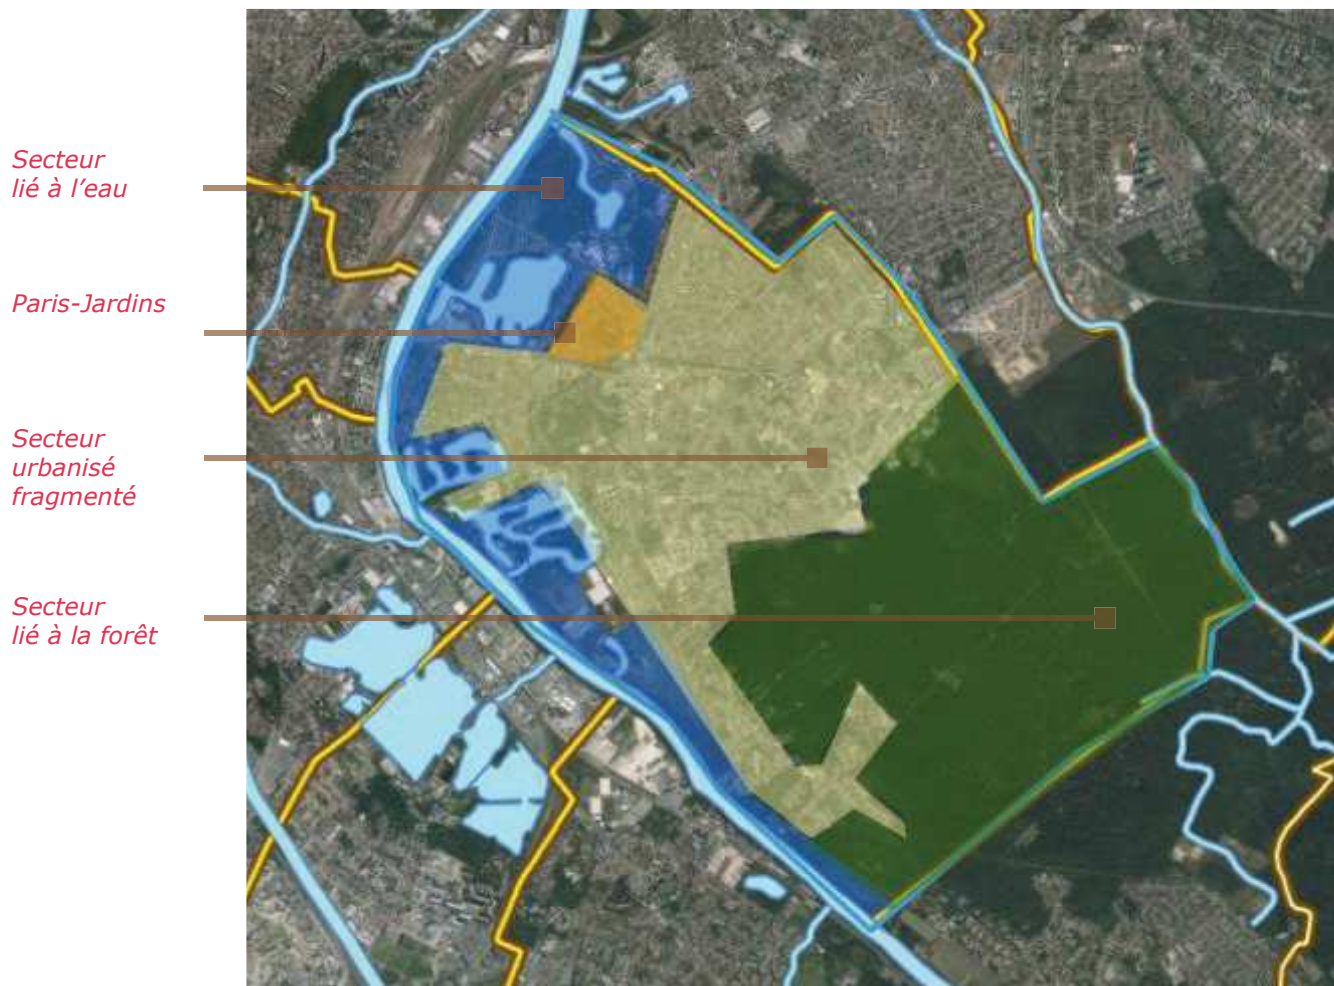 Secteur
lié à l’eau
Paris-Jardins
Secteur
urbanisé
fragmenté
Secteur
lié à la forêt